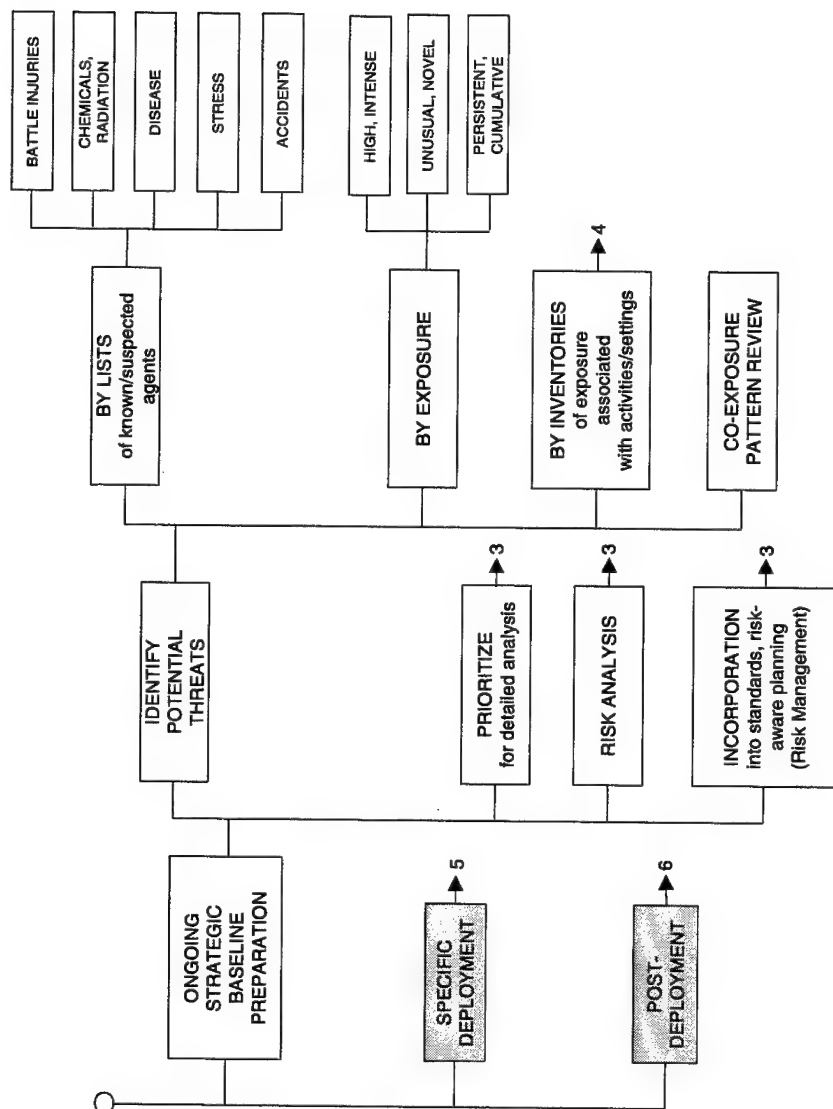 ONGOING
STRATEGIC
BASELINE
PREPARATION
SPECIFIC
DEPLOYMENT
5
POST-
DEPLOYMENT
6
IDENTIFY
POTENTIAL
THREATS
PRIORITIZE
for detailed analysis
3
RISK ANALYSIS
3
INCORPORATION
into standards, risk-
aware planning
(Risk Management)
3
BY LISTS
of known/suspected
agents
BY EXPOSURE
BY INVENTORIES
of exposure
associated
with activities/settings
4
CO-EXPOSURE
PATTERN REVIEW
BATTLE INJURIES
CHEMICALS,
RADIATION
DISEASE
STRESS
ACCIDENTS
HIGH, INTENSE
UNUSUAL, NOVEL
PERSISTENT,
CUMULATIVE